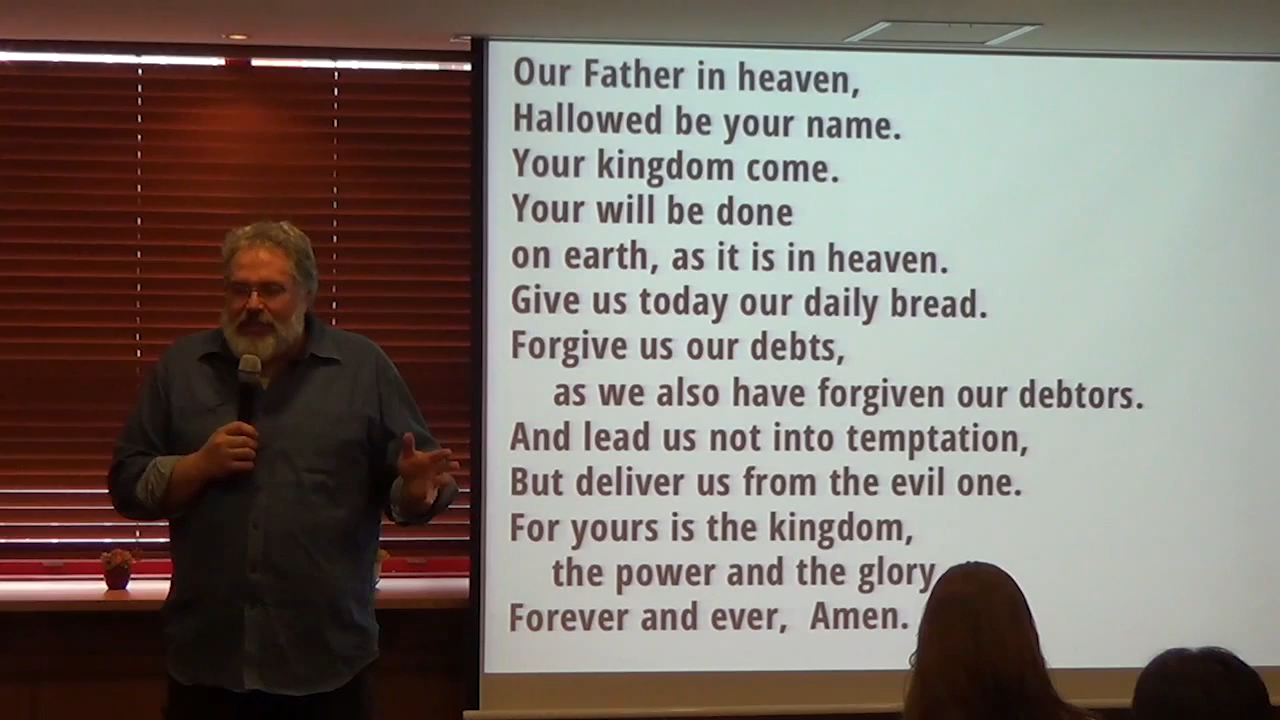 Our Father in heaven,
Hallowed be your name.
Your kingdom come.
Your will be done
on earth, as it is in heaven.
Give us today our daily bread.
Forgive us our debts,
as we also have forgiven our debtors.
And lead us not into temptation,
But deliver us from the evil one.
For yours is the kingdom,
the power and the glory
Forever and ever, Amen.